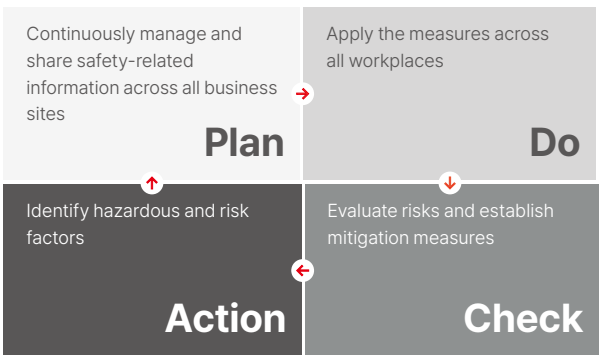 Continuously manage and
share safety-related
information across all business
sites
Plan
Apply the measures across
all workplaces
Do
Identify hazardous and risk
factors
Action
Evaluate risks and establish
mitigation measures
Check